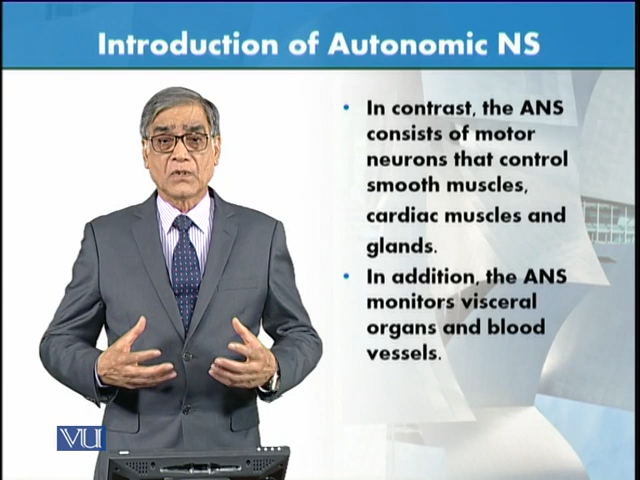 Introduction of Autonomic NS
• In contrast, the ANS
consists of motor
neurons that control
smooth muscles,
cardiac muscles and
glands.
• In addition, the ANS
monitors visceral
organs and blood
vessels.
VU